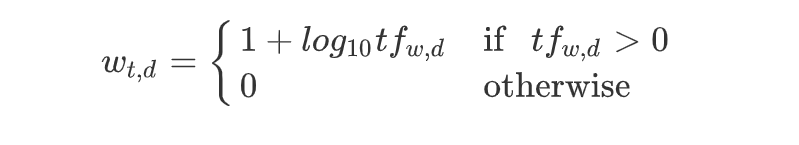 w_{t,d} = { 1 + log_{10} tf_{w,d} if tf_{w,d} > 0
0 otherwise